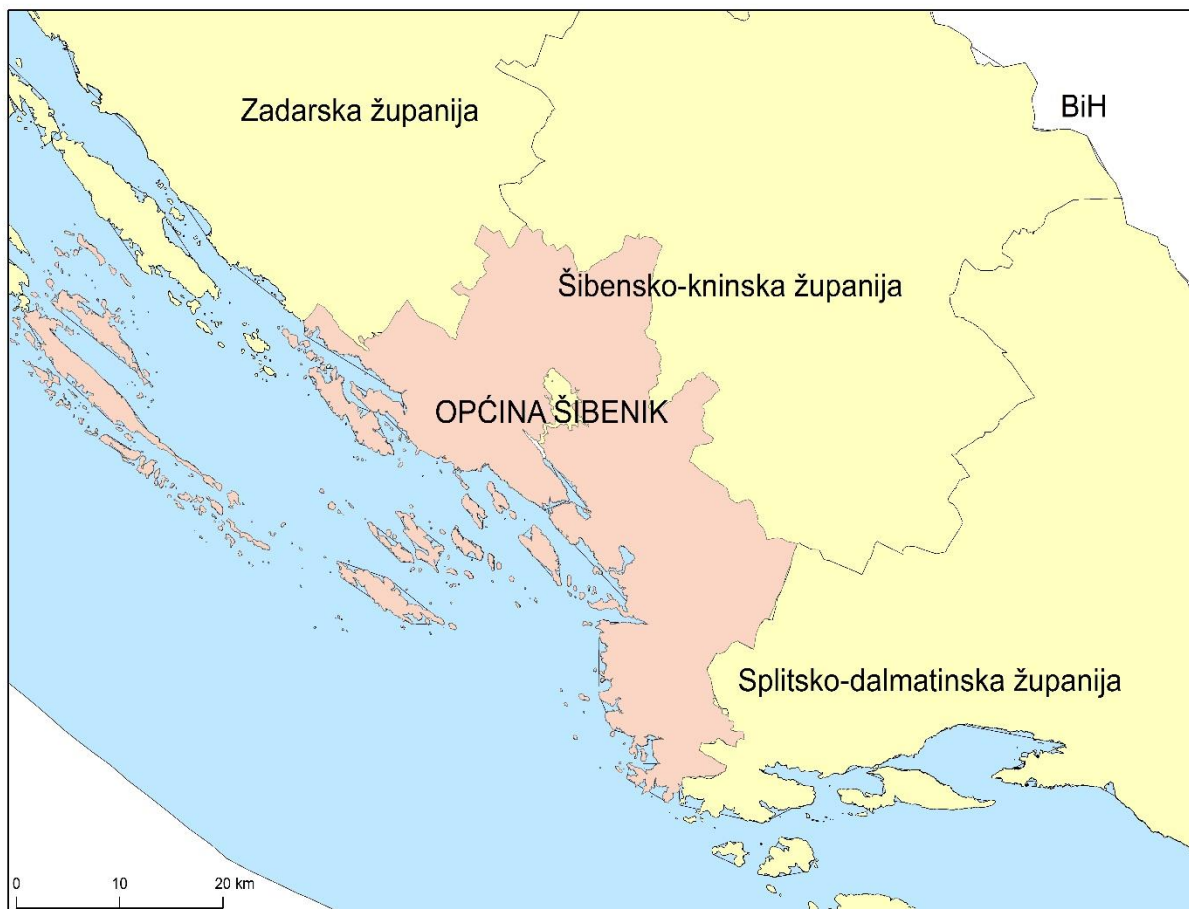 Zadarska županija
BiH
Šibensko-kninska županija
OPĆINA ŠIBENIK
Splitsko-dalmatinska županija
0 10 20 km